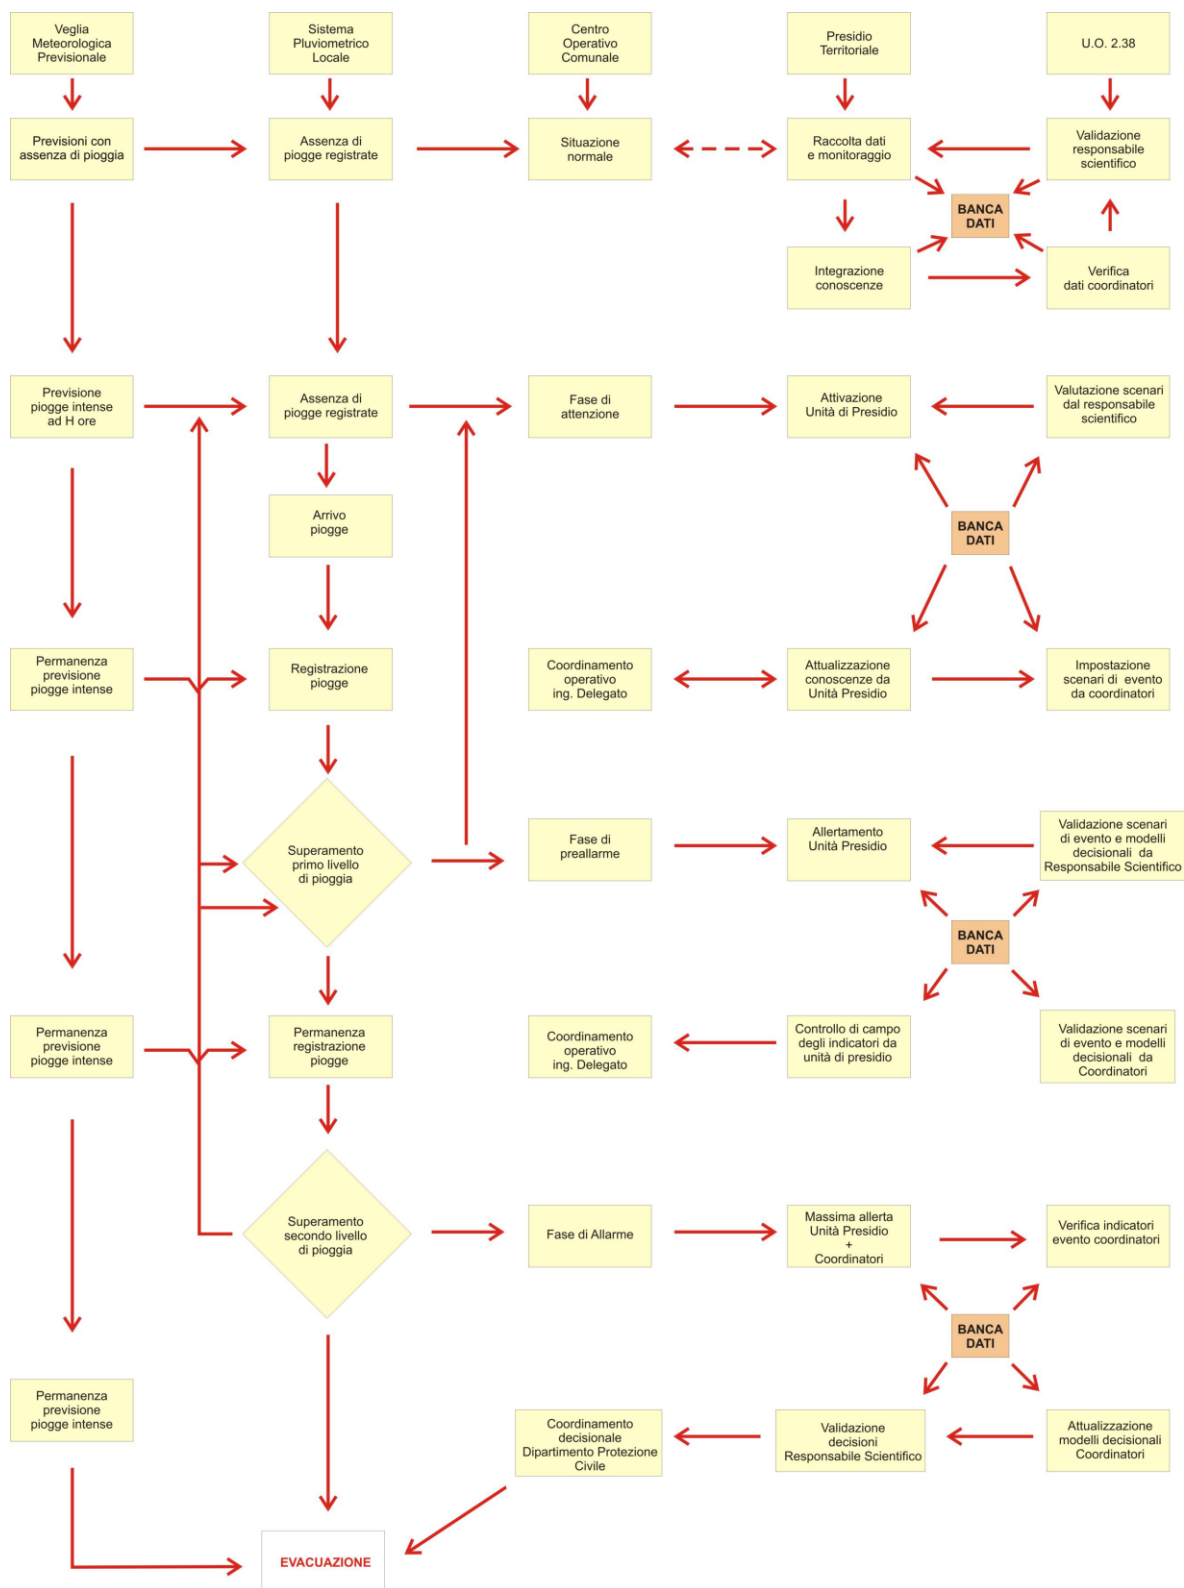 Veglia
Meteorologica
Previsionale
Sistema
Pluviometrico
Locale
Centro
Operativo
Comunale
Presidio
Territoriale
U.O. 2.38
Previsioni con
assenza di pioggia
Assenza di
piogge registrate
Situazione
normale
Raccolta dati
e monitoraggio
Validazione
responsabile
scientifico
BANCA
DATI
Integrazione
conoscenze
Verifica
dati coordinatori
Previsione
piogge intense
ad H ore
Assenza di
piogge registrate
Fase di
attenzione
Attivazione
Unità di Presidio
Valutazione scenari
dal responsabile
scientifico
Arrivo
piogge
BANCA
DATI
Permanenza
previsione
piogge intense
Registrazione
piogge
Coordinamento
operativo
ing. Delegato
Attualizzazione
conoscenze da
Unità Presidio
Impostazione
scenari di evento
da coordinatori
Superamento
primo livello
di pioggia
Fase di
preallarme
Allertamento
Unità Presidio
Validazione scenari
di evento e modelli
decisionali da
Responsabile Scientifico
BANCA
DATI
Permanenza
previsione
piogge intense
Permanenza
registrazione
piogge
Coordinamento
operativo
ing. Delegato
Controllo di campo
degli indicatori da
unità di presidio
Validazione scenari
di evento e modelli
decisionali da
Coordinatori
Superamento
secondo livello
di pioggia
Fase di Allarme
Massima allerta
Unità Presidio
+
Coordinatori
Verifica indicatori
evento coordinatori
BANCA
DATI
Permanenza
previsione
piogge intense
Coordinamento
decisionale
Dipartimento Protezione
Civile
Validazione
decisioni
Responsabile Scientifico
Attualizzazione
modelli decisionali
Coordinatori
EVACUAZIONE